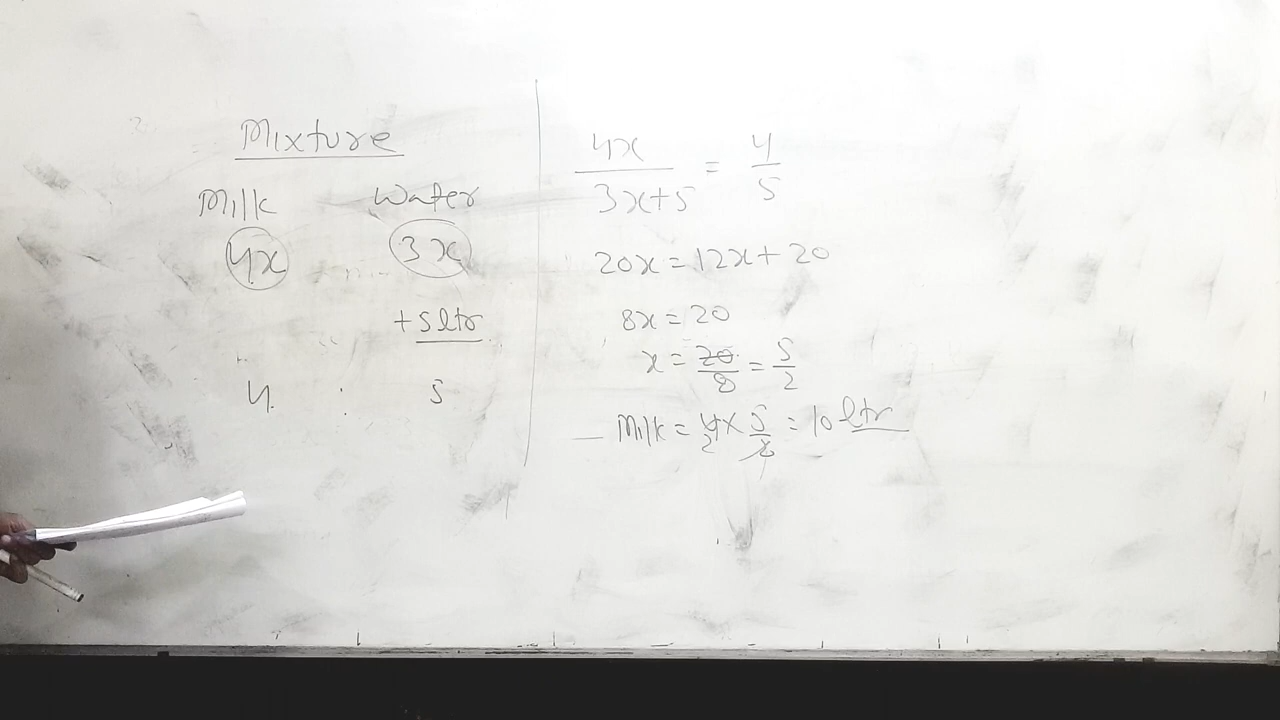 Mixture
Milk Water
4x 3x
+5 ltr
4 : 5
4x/3x+5 = 4/5
20x = 12x + 20
8x = 20
x = 20/8 = 5/2
Milk = 4 2 × 5/2 = 10 ltr